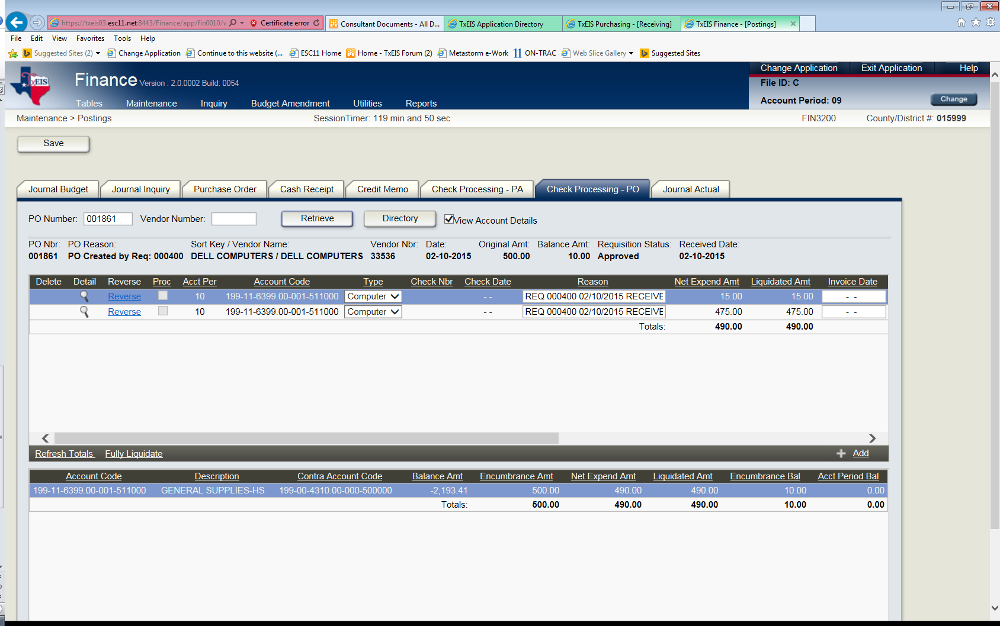 https://txeis03.esc11.net:8443/Finance/app/fin0010/ Certificate error Consultant Documents - All D... TxEIS Application Directory TxEIS Purchasing - [Receiving] TxEIS Finance - [Postings]
File Edit View Favorites Tools Help
Suggested Sites (2) Change Application Continue to this website (... ESC11 Home Home - TxEIS Forum (2) Metastorm e-Work 11 ON-TRAC Web Slice Gallery Suggested Sites
TxEIS
Finance Version : 2.0.0002 Build: 0054
Change Application Exit Application Help
File ID: C
Account Period: 09 Change
Tables Maintenance Inquiry Budget Amendment Utilities Reports
Maintenance > Postings SessionTimer: 119 min and 50 sec FIN3200 County/District #: 015999
Save
Journal Budget Journal Inquiry Purchase Order Cash Receipt Credit Memo Check Processing - PA Check Processing - PO Journal Actual
PO Number: 001861 Vendor Number: Retrieve Directory View Account Details
PO Nbr: PO Reason: Sort Key / Vendor Name: Vendor Nbr: Date: Original Amt: Balance Amt: Requisition Status: Received Date:
001861 PO Created by Req: 000400 DELL COMPUTERS / DELL COMPUTERS 33536 02-10-2015 500.00 10.00 Approved 02-10-2015
Delete Detail Reverse Proc Acct Per Account Code Type Check Nbr Check Date Reason Net Expend Amt Liquidated Amt Invoice Date
Reverse 10 199-11-6399.00-001-511000 Computer - - REQ 000400 02/10/2015 RECEIVE 15.00 15.00 - -
Reverse 10 199-11-6399.00-001-511000 Computer - - REQ 000400 02/10/2015 RECEIVE 475.00 475.00 - -
Totals: 490.00 490.00
Refresh Totals Fully Liquidate Add
Account Code Description Contra Account Code Balance Amt Encumbrance Amt Net Expend Amt Liquidated Amt Encumbrance Bal Acct Period Bal
199-11-6399.00-001-511000 GENERAL SUPPLIES-HS 199-00-4310.00-000-500000 -2,193.41 500.00 490.00 490.00 10.00 0.00
Totals: 500.00 490.00 490.00 10.00 0.00